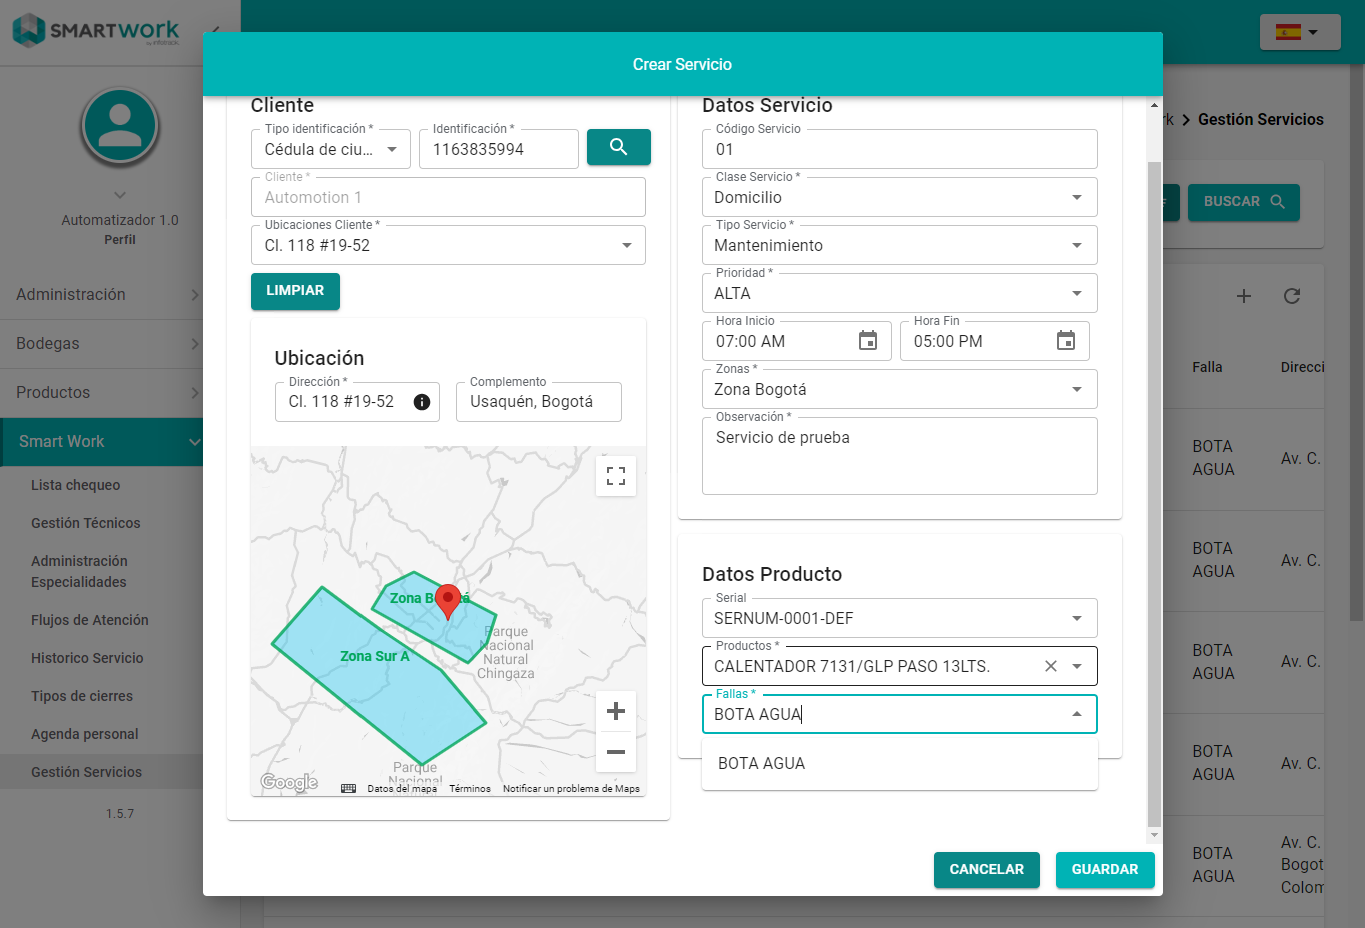 SMARTWORK
by infotrack
Automatizador 1.0
Perfil
Administración
Bodegas
Productos
Smart Work
Lista chequeo
Gestión Técnicos
Administración
Especialidades
Flujos de Atención
Historico Servicio
Tipos de cierres
Agenda personal
Gestión Servicios
1.5.7
Crear Servicio
Cliente
Tipo identificación *
Cédula de ciu...
Identificación *
1163835994
Cliente *
Automotion 1
Ubicaciones Cliente *
Cl. 118 #19-52
LIMPIAR
Ubicación
Dirección *
Cl. 118 #19-52
Complemento
Usaquén, Bogotá
Zona Bogotá
Zona Sur A
Parque
Nacional
Natural
Chingaza
Parque
Nacional
Google
Datos del mapa
Términos
Notificar un problema de Maps
Datos Servicio
Código Servicio
01
Clase Servicio *
Domicilio
Tipo Servicio *
Mantenimiento
Prioridad *
ALTA
Hora Inicio
07:00 AM
Hora Fin
05:00 PM
Zonas *
Zona Bogotá
Observación *
Servicio de prueba
Datos Producto
Serial
SERNUM-0001-DEF
Productos *
CALENTADOR 7131/GLP PASO 13LTS.
Fallas *
BOTA AGUA
BOTA AGUA
CANCELAR
GUARDAR
rk > Gestión Servicios
BUSCAR
Falla
Direcci
BOTA
AGUA
Av. C.
BOTA
AGUA
Av. C.
BOTA
AGUA
Av. C.
BOTA
AGUA
Av. C.
BOTA
AGUA
Av. C.
Bogot
Colom